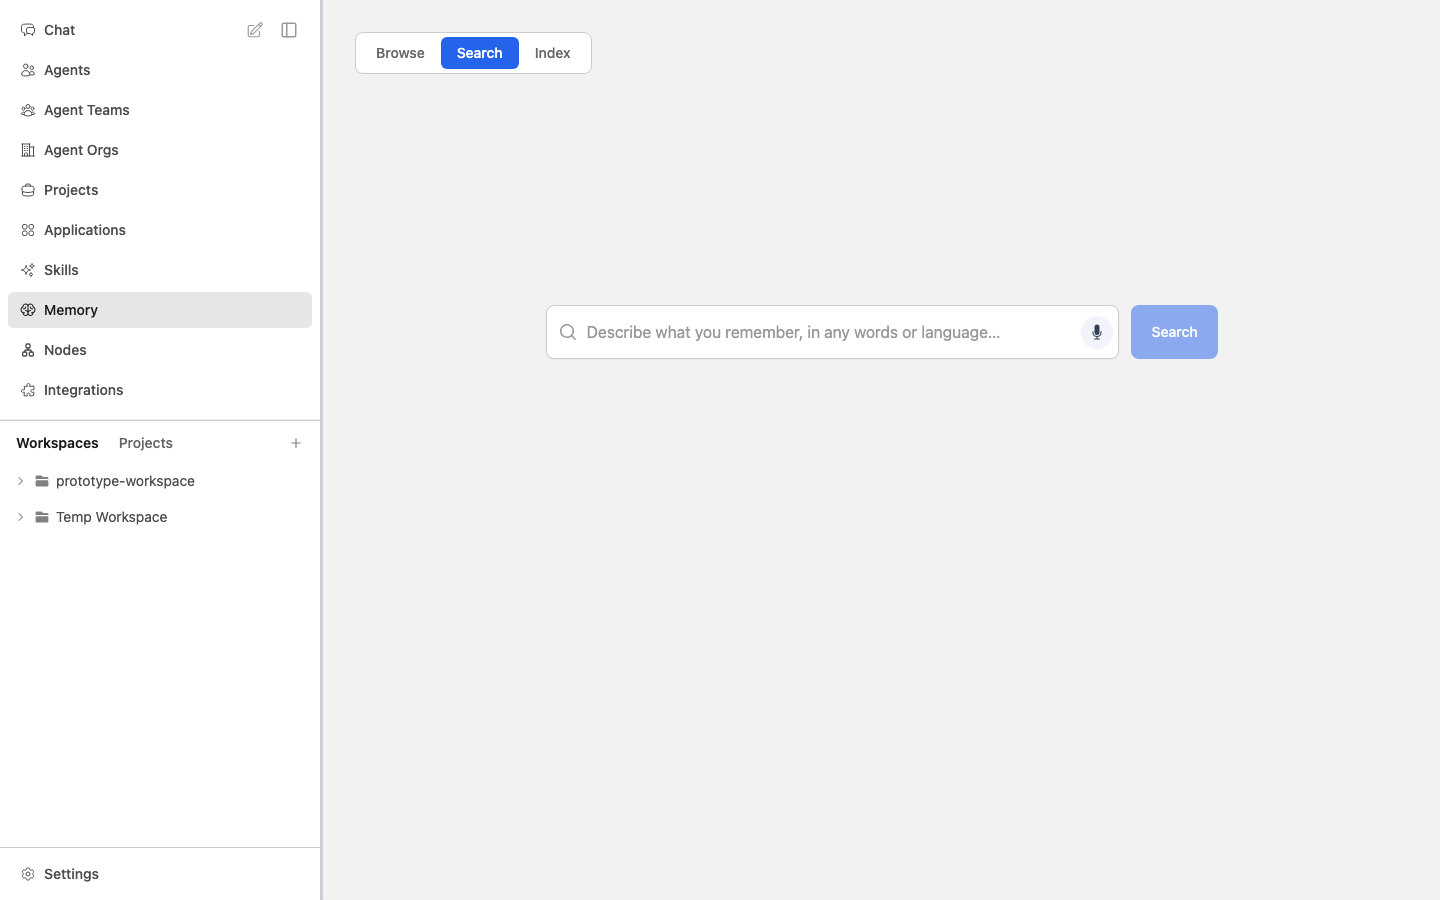 Chat
Agents
Agent Teams
Agent Orgs
Projects
Applications
Skills
Memory
Nodes
Integrations
Workspaces Projects
prototype-workspace
Temp Workspace
Settings
Browse Search Index
Describe what you remember, in any words or language...
Search